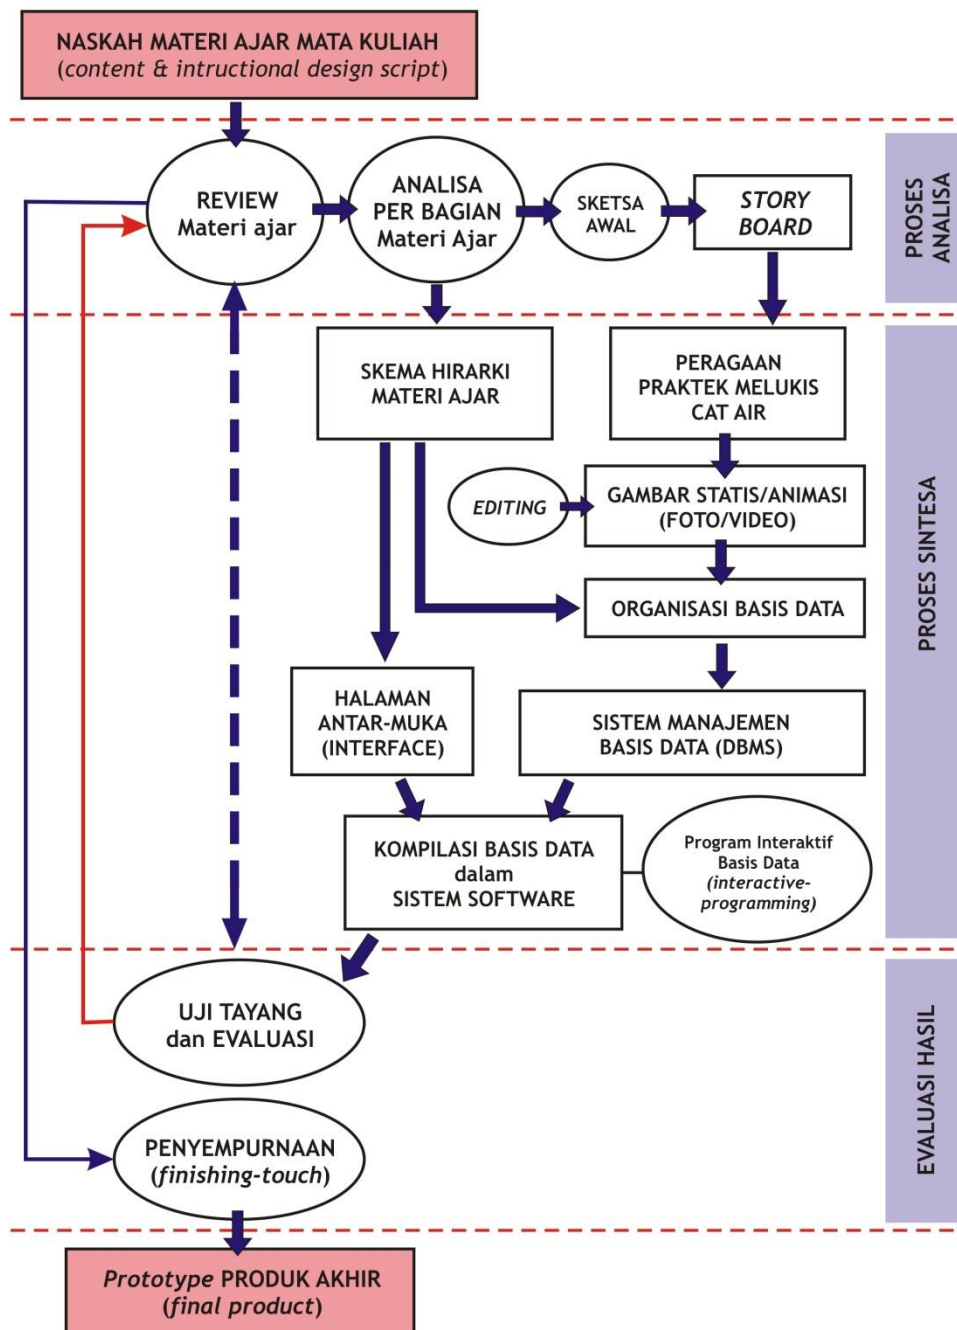 NASKAH MATERI AJAR MATA KULIAH
(content & intructional design script)
REVIEW
Materi ajar
ANALISA
PER BAGIAN
Materi Ajar
SKETSA
AWAL
STORY
BOARD
PROSES
ANALISA
SKEMA HIRARKI
MATERI AJAR
PERAGAAN
PRAKTEK MELUKIS
CAT AIR
EDITING
GAMBAR STATIS/ANIMASI
(FOTO/VIDEO)
ORGANISASI BASIS DATA
HALAMAN
ANTAR-MUKA
(INTERFACE)
SISTEM MANAJEMEN
BASIS DATA (DBMS)
KOMPILASI BASIS DATA
dalam
SISTEM SOFTWARE
Program Interaktif
Basis Data
(interactive-
programming)
PROSES SINTESA
UJI TAYANG
dan EVALUASI
PENYEMPURNAAN
(finishing-touch)
EVALUASI HASIL
Prototype PRODUK AKHIR
(final product)